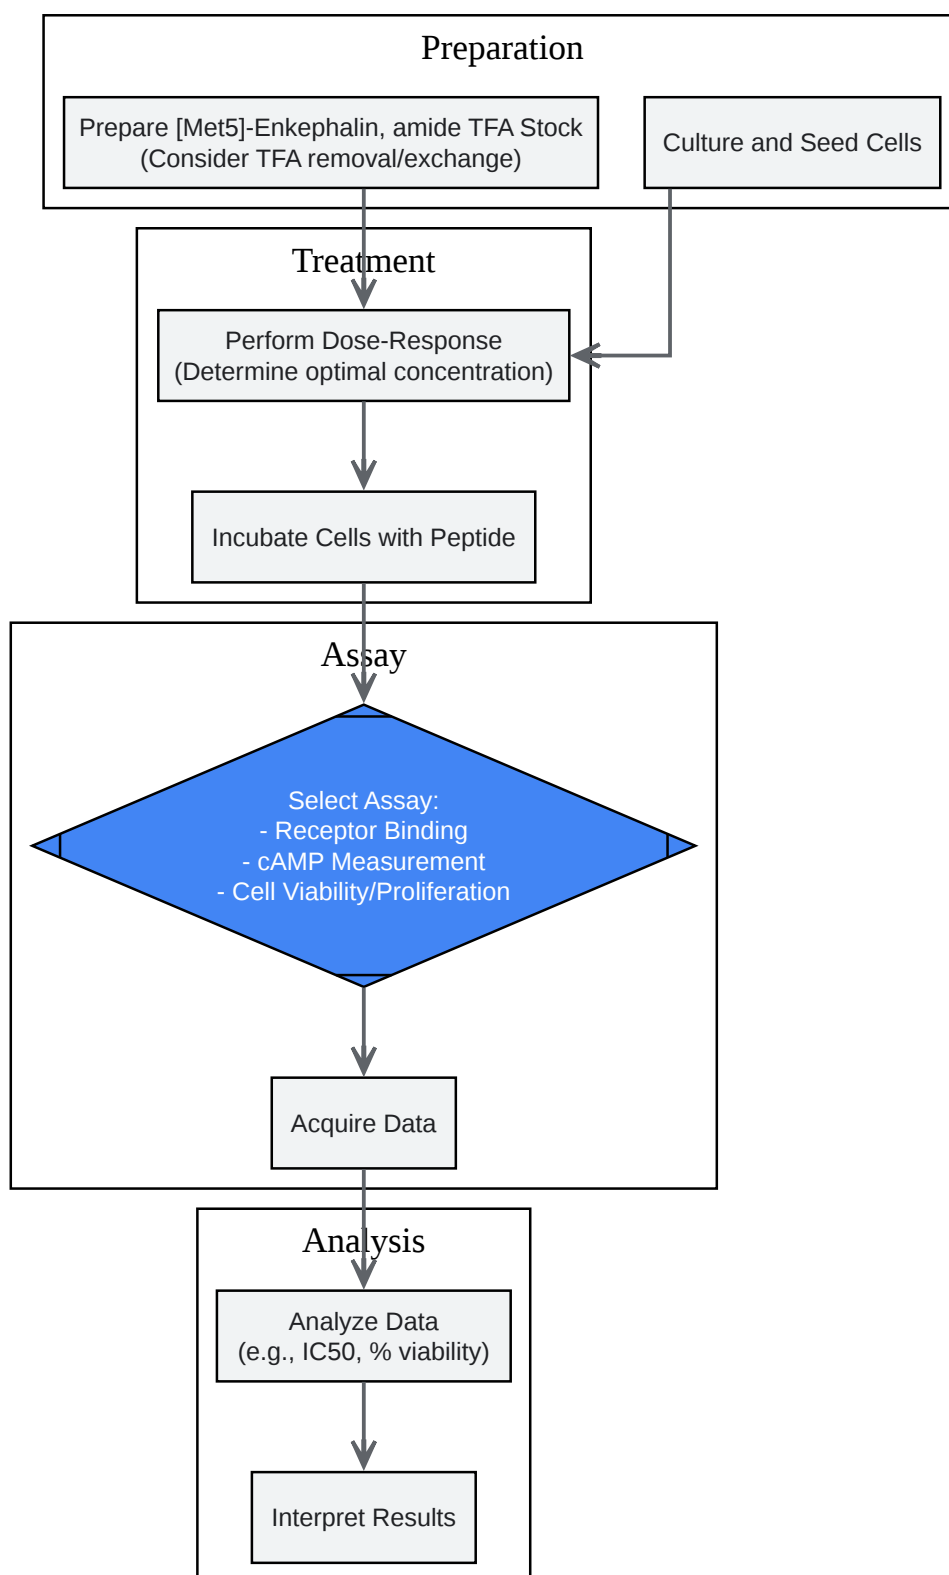 Preparation
Prepare [Met5]-Enkephalin, amide TFA Stock
(Consider TFA removal/exchange)
Culture and Seed Cells
Treatment
Perform Dose-Response
(Determine optimal concentration)
Incubate Cells with Peptide
Assay
Select Assay:
- Receptor Binding
- cAMP Measurement
- Cell Viability/Proliferation
Acquire Data
Analysis
Analyze Data
(e.g., IC50, % viability)
Interpret Results